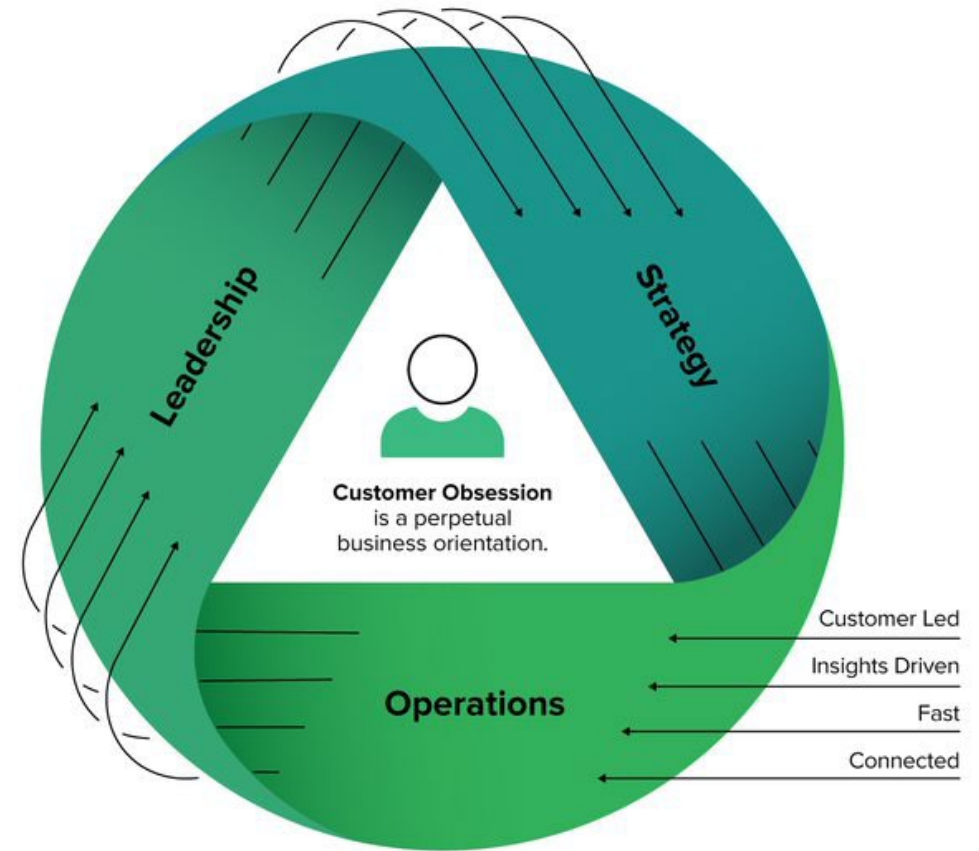 Leadership
Strategy
Customer Obsession
is a perpetual
business orientation.
Operations
Customer Led
Insights Driven
Fast
Connected